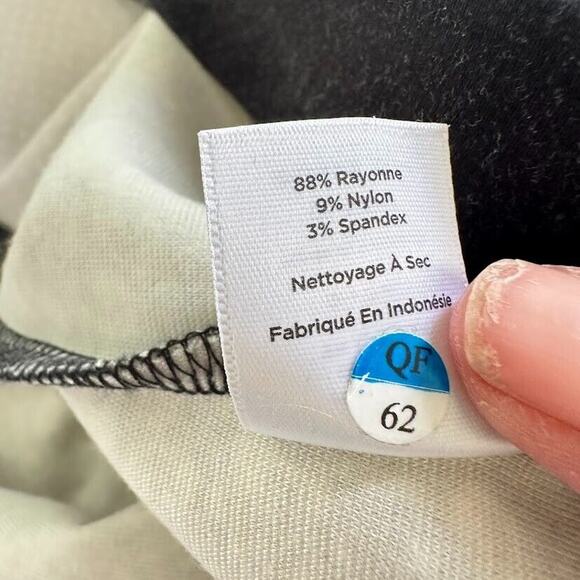 88% Rayonne
9% Nylon
3% Spandex
Nettoyage À Sec
Fabriqué En Indonésie
QF
62